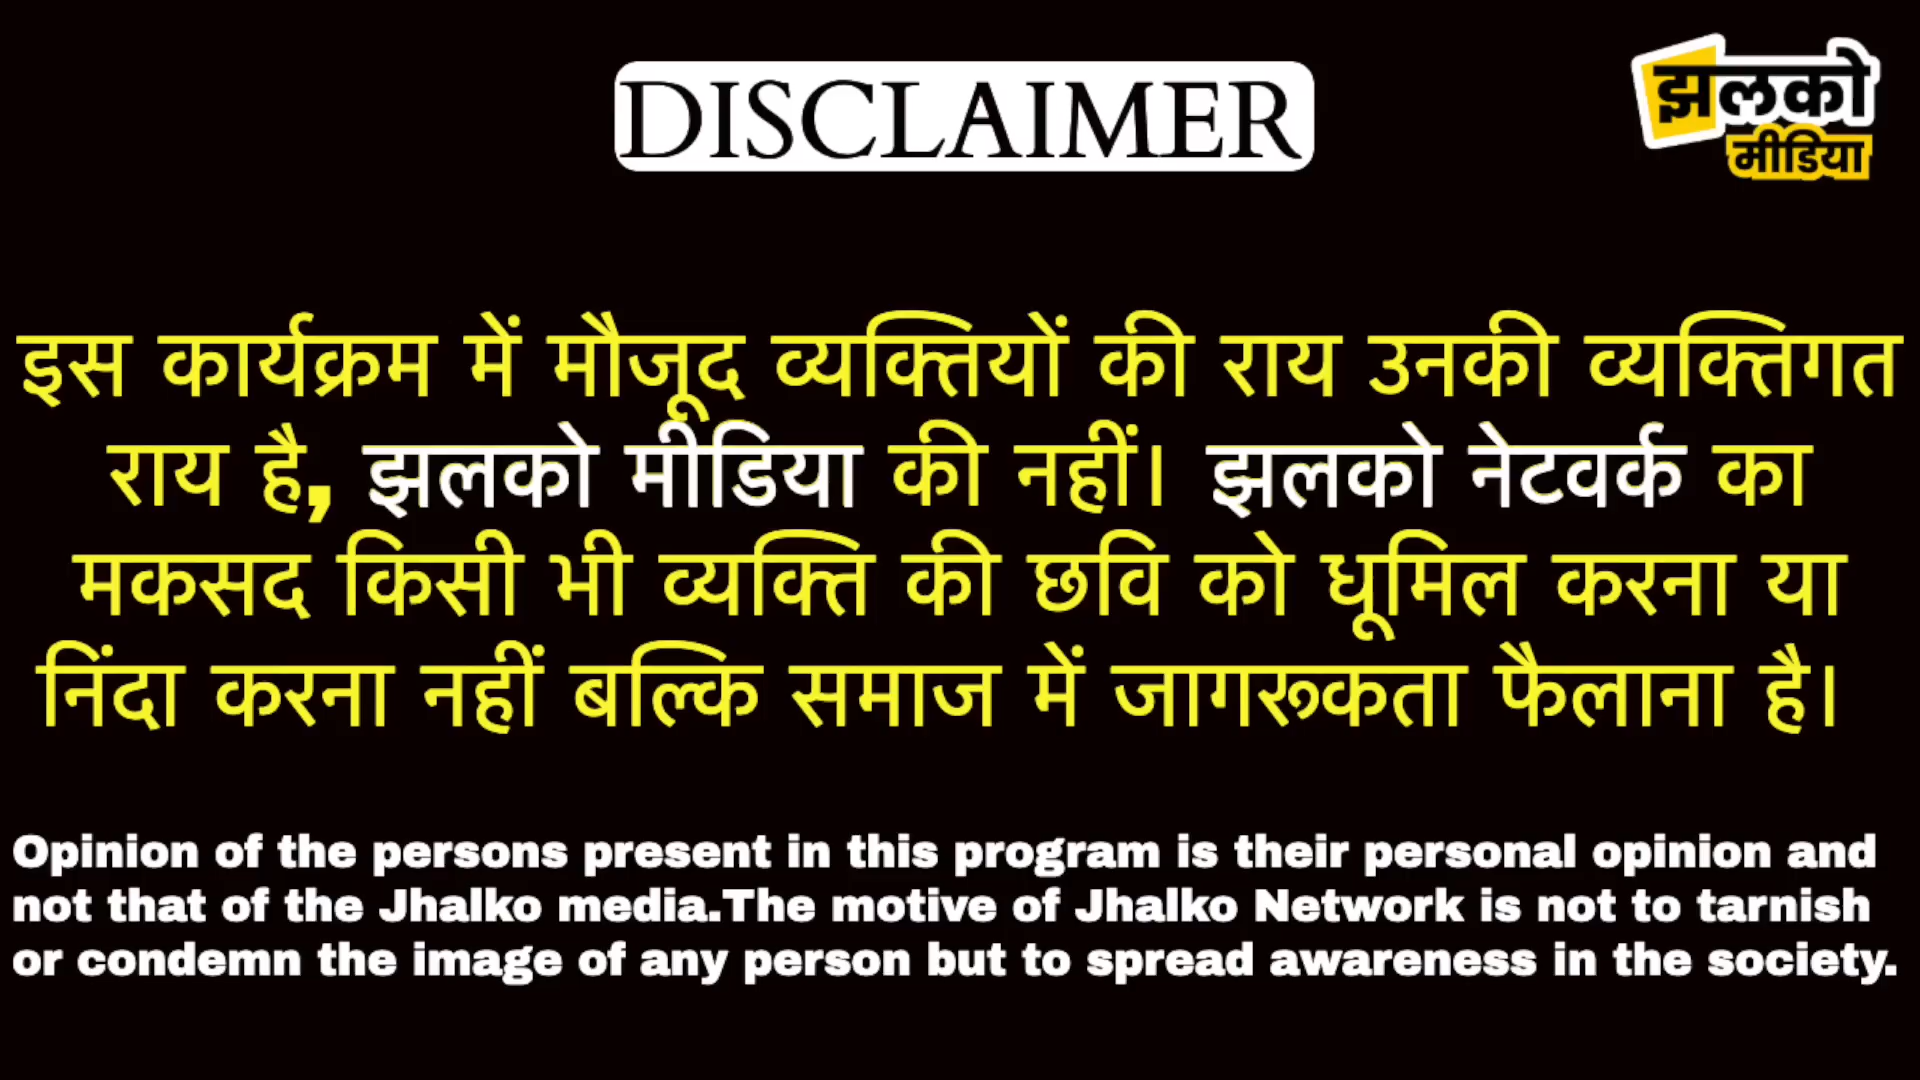 DISCLAIMER
झलको
मीडिया
इस कार्यक्रम में मौजूद व्यक्तियों की राय उनकी व्यक्तिगत
राय है, झलको मीडिया की नहीं। झलको नेटवर्क का
मकसद किसी भी व्यक्ति की छवि को धूमिल करना या
निंदा करना नहीं बल्कि समाज में जागरूकता फैलाना है।
Opinion of the persons present in this program is their personal opinion and
not that of the Jhalko media.The motive of Jhalko Network is not to tarnish
or condemn the image of any person but to spread awareness in the society.